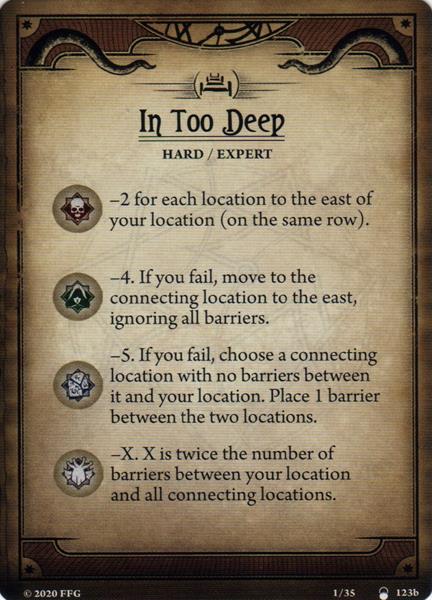 In Too Deep
HARD / EXPERT
–2 for each location to the east of
your location (on the same row).
–4. If you fail, move to the
connecting location to the east,
ignoring all barriers.
–5. If you fail, choose a connecting
location with no barriers between
it and your location. Place 1 barrier
between the two locations.
–X. X is twice the number of
barriers between your location
and all connecting locations.
© 2020 FFG
1/35
123b